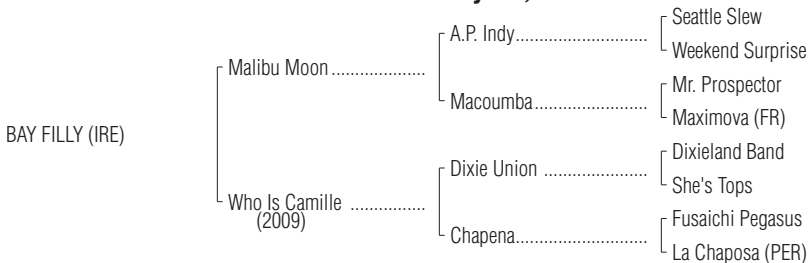 Seattle Slew
A.P. Indy
Weekend Surprise
Malibu Moon
Mr. Prospector
Macoumba
Maximova (FR)
BAY FILLY (IRE)
Dixieland Band
Dixie Union
She's Tops
Who Is Camille
(2009)
Fusaichi Pegasus
Chapena
La Chaposa (PER)